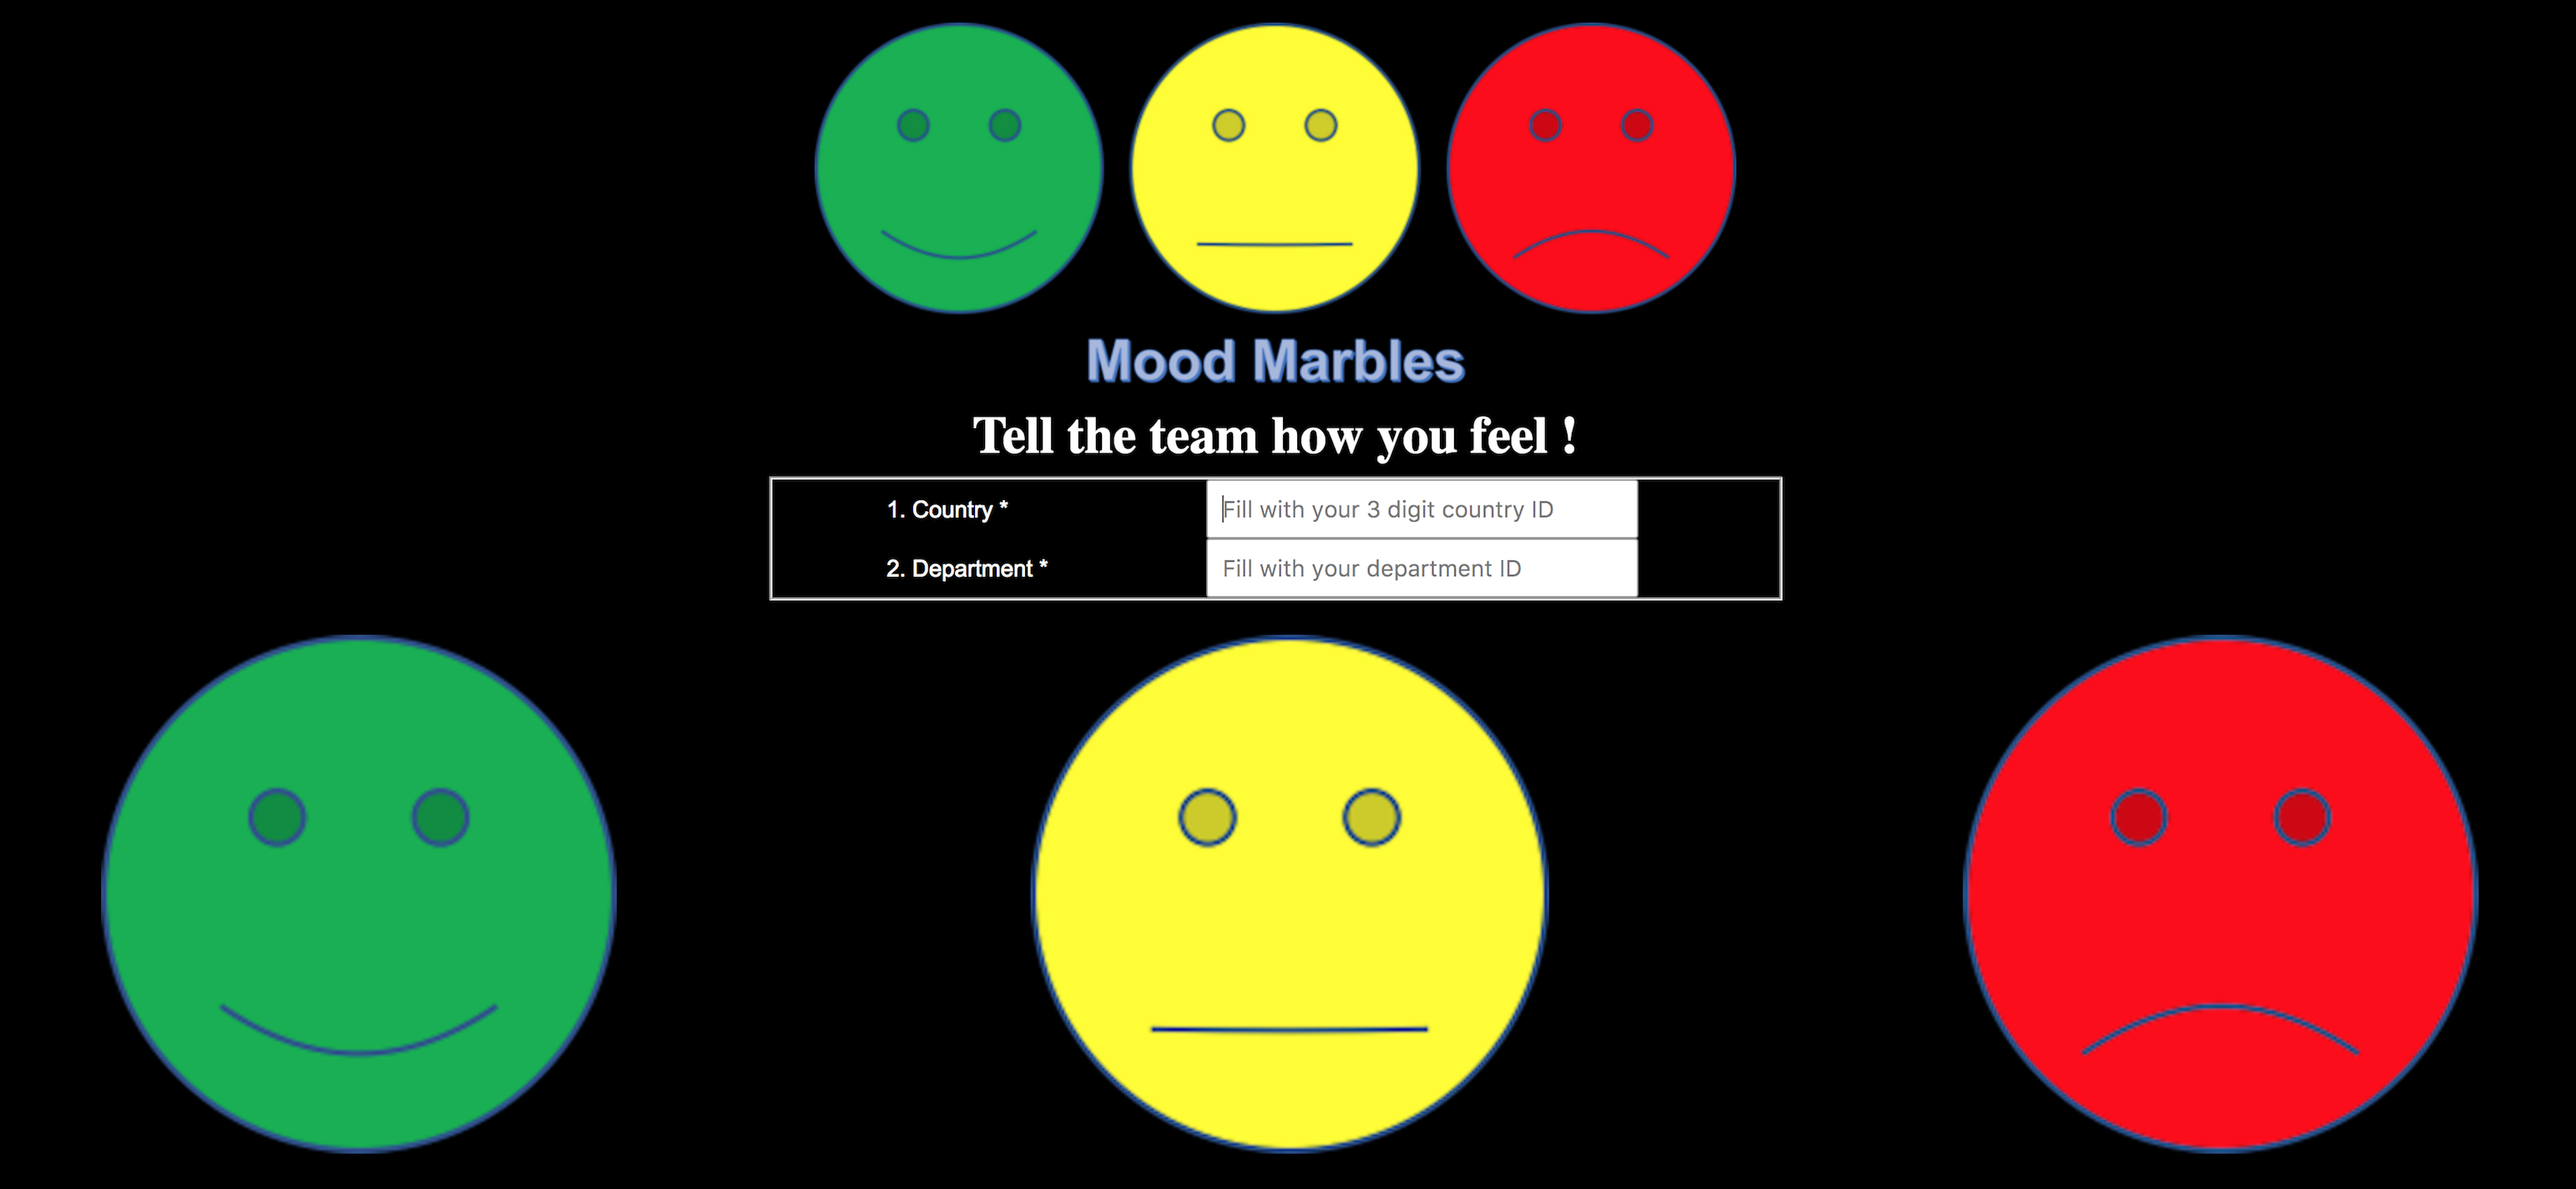 Mood Marbles
Tell the team how you feel !
1. Country * Fill with your 3 digit country ID
2. Department * Fill with your department ID